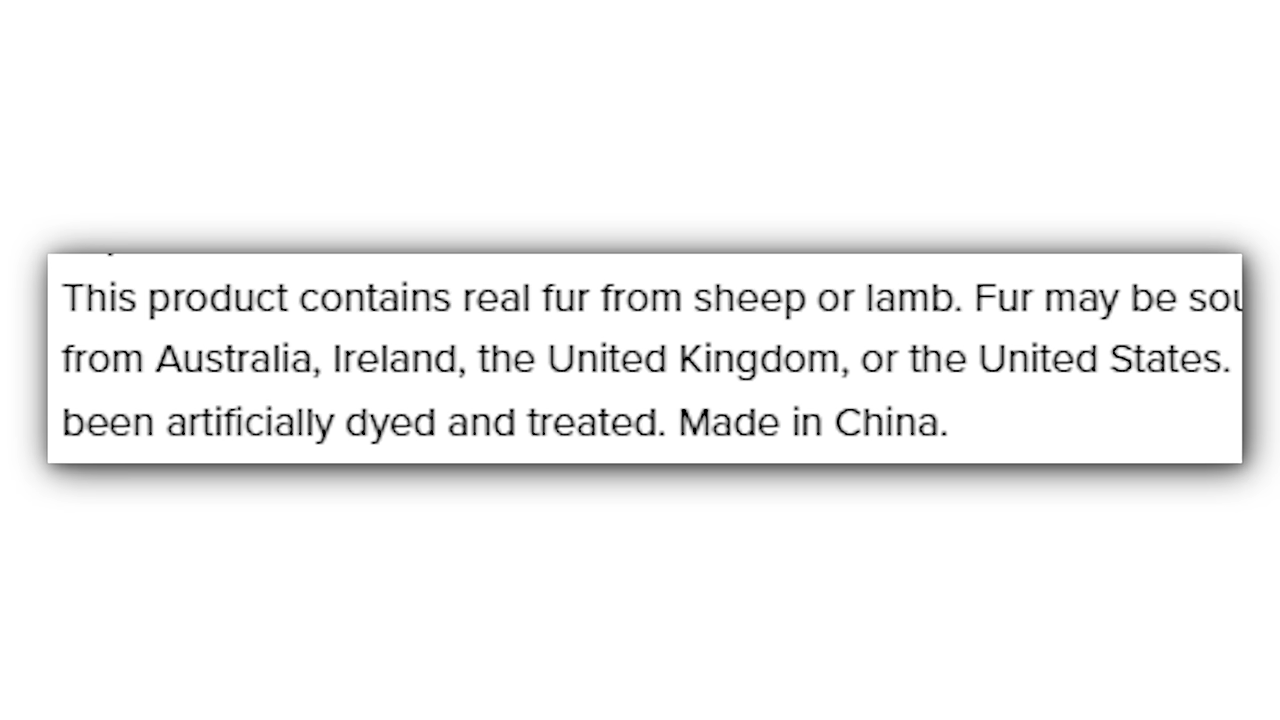 This product contains real fur from sheep or lamb. Fur may be
from Australia, Ireland, the United Kingdom, or the United States.
been artificially dyed and treated. Made in China.